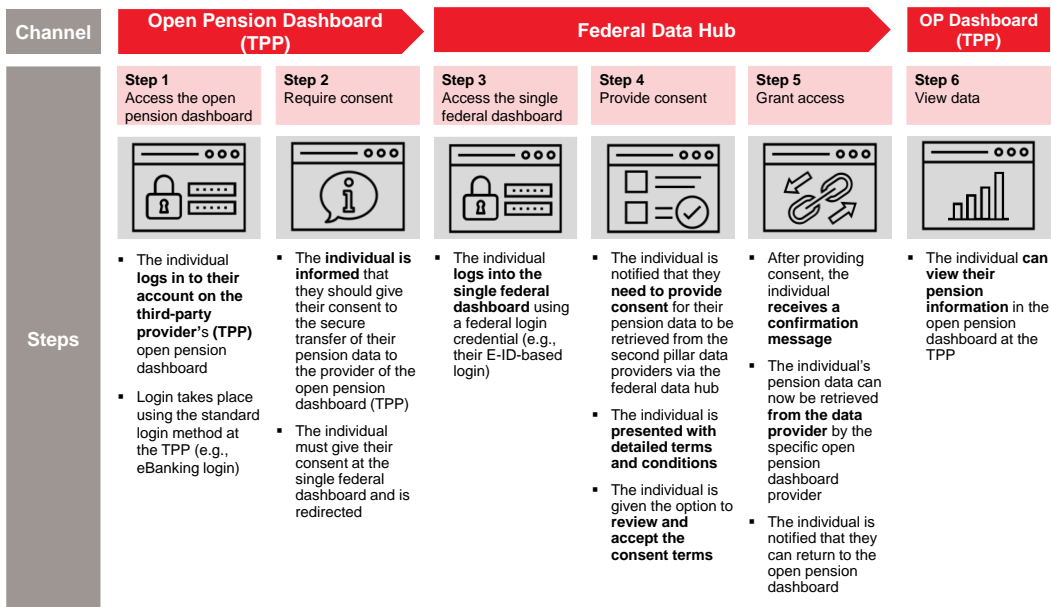 Channel
Open Pension Dashboard
(TPP)
Federal Data Hub
OP Dashboard
(TPP)
Steps
Step 1
Access the open
pension dashboard
▪ The individual
logs in to their
account on the
third-party
provider's (TPP)
open pension
dashboard
▪ Login takes place
using the standard
login method at
the TPP (e.g.,
eBanking login)
Step 2
Require consent
▪ The individual is
informed that
they should give
their consent to
the secure
transfer of their
pension data to
the provider of the
open pension
dashboard (TPP)
▪ The individual
must give their
consent at the
single federal
dashboard and is
redirected
Step 3
Access the single
federal dashboard
▪ The individual
logs into the
single federal
dashboard using
a federal login
credential (e.g.,
their E-ID-based
login)
Step 4
Provide consent
▪ The individual is
notified that they
need to provide
consent for their
pension data to be
retrieved from the
second pillar data
providers via the
federal data hub
▪ The individual is
presented with
detailed terms
and conditions
▪ The individual is
given the option to
review and
accept the
consent terms
Step 5
Grant access
▪ After providing
consent, the
individual
receives a
confirmation
message
▪ The individual's
pension data can
now be retrieved
from the data
provider by the
specific open
pension
dashboard
provider
▪ The individual is
notified that they
can return to the
open pension
dashboard
Step 6
View data
▪ The individual can
view their
pension
information in the
open pension
dashboard at the
TPP